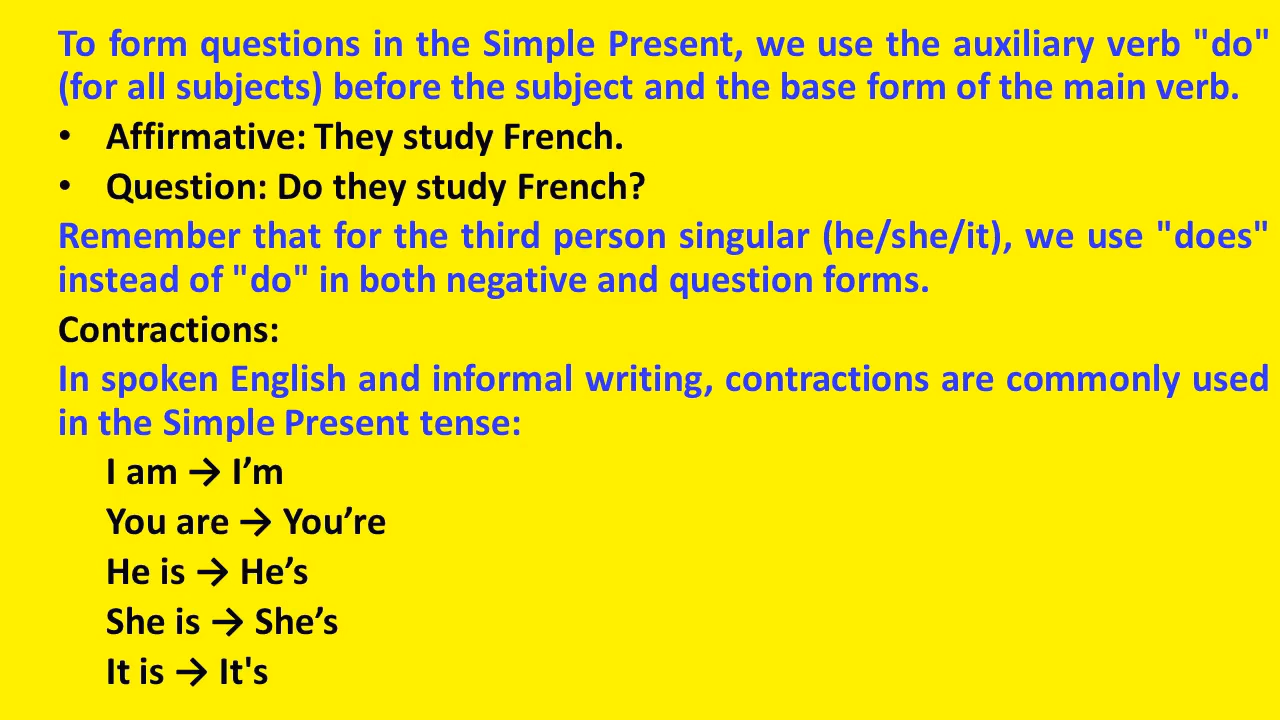 To form questions in the Simple Present, we use the auxiliary verb "do"
(for all subjects) before the subject and the base form of the main verb.
• Affirmative: They study French.
• Question: Do they study French?
Remember that for the third person singular (he/she/it), we use "does"
instead of "do" in both negative and question forms.
Contractions:
In spoken English and informal writing, contractions are commonly used
in the Simple Present tense:
I am → I’m
You are → You’re
He is → He’s
She is → She’s
It is → It's